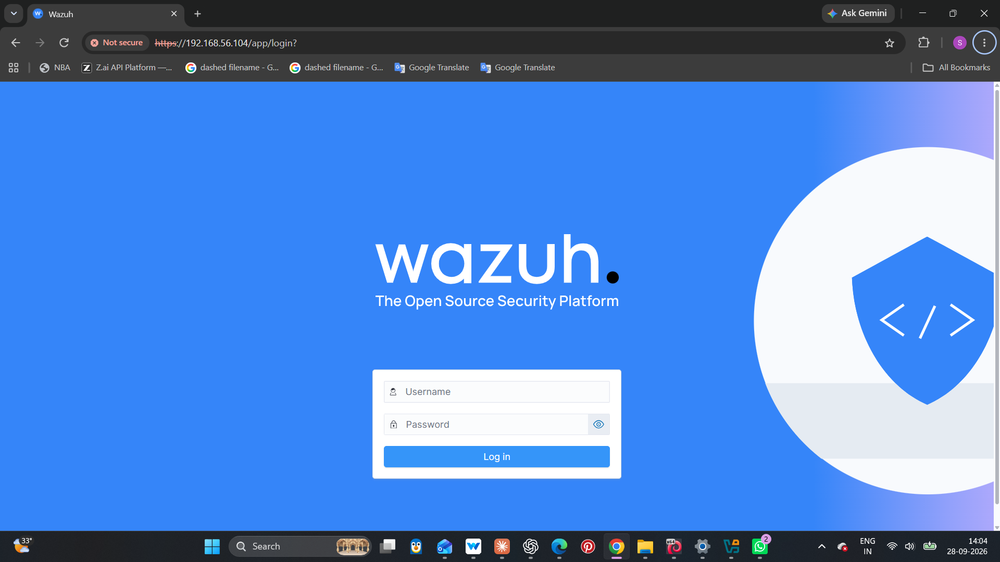 w.
Wazuh
Ask Gemini
Not secure
https://192.168.56.104/app/login?
S
NBA
Z.ai API Platform —...
dashed filename - G...
dashed filename - G...
Google Translate
Google Translate
All Bookmarks
wazuh.
The Open Source Security Platform
</>
Username
Password
Log in
33°
Search
x64
2
ENG
IN
14:04
28-09-2026